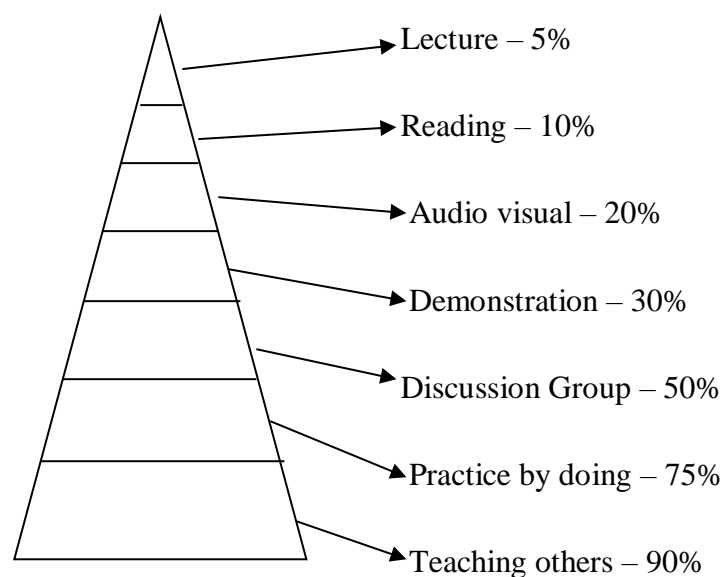 Lecture – 5%
Reading – 10%
Audio visual – 20%
Demonstration – 30%
Discussion Group – 50%
Practice by doing – 75%
Teaching others – 90%